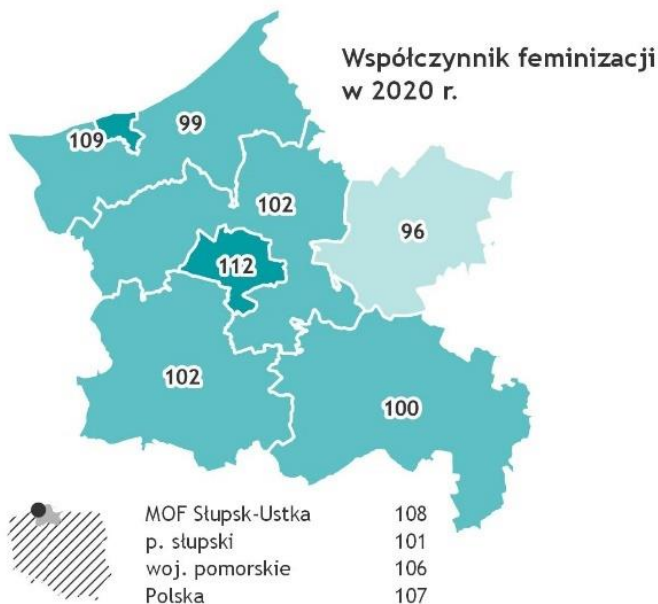 Współczynnik feminizacji
w 2020 r.
99
109
102
96
112
102
100
MOF Słupsk-Ustka 108
p. słupski 101
woj. pomorskie 106
Polska 107